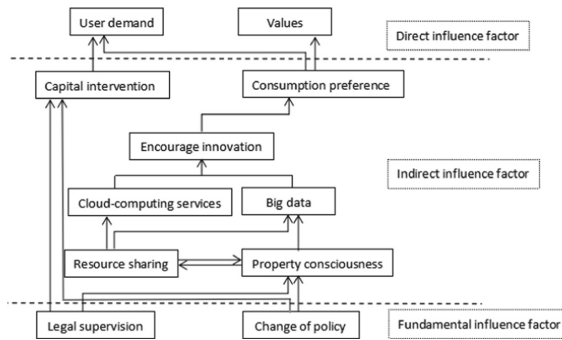 User demand
Values
Direct influence factor
Capital intervention
Consumption preference
Encourage innovation
Indirect influence factor
Cloud-computing services
Big data
Resource sharing
Property consciousness
Legal supervision
Change of policy
Fundamental influence factor